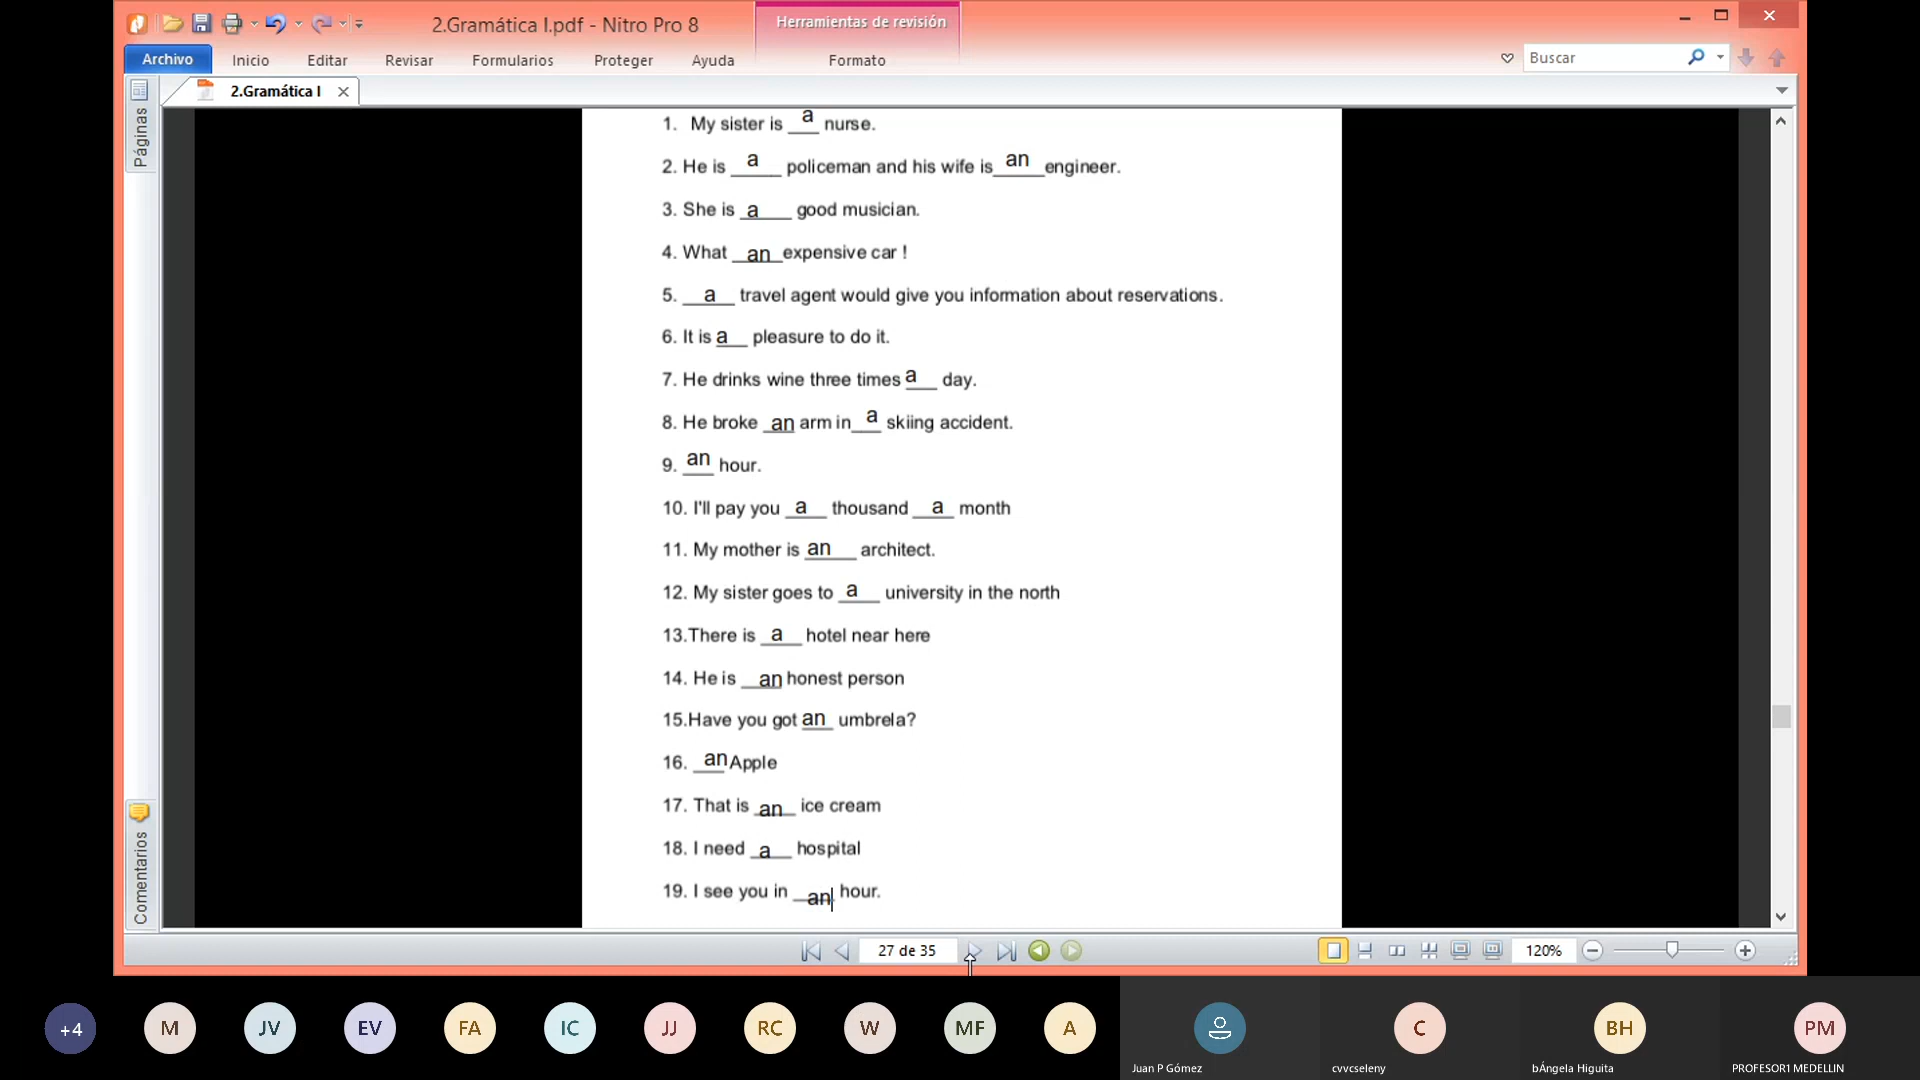 2.Gramática I.pdf - Nitro Pro 8
Herramientas de revisión
Archivo Inicio Editar Revisar Formularios Proteger Ayuda Formato Buscar
2.Gramática I
Páginas
Comentarios
1. My sister is a nurse.
2. He is a policeman and his wife is an engineer.
3. She is a good musician.
4. What an expensive car !
5. a travel agent would give you information about reservations.
6. It is a pleasure to do it.
7. He drinks wine three times a day.
8. He broke an arm in a skiing accident.
9. an hour.
10. I'll pay you a thousand a month
11. My mother is an architect.
12. My sister goes to a university in the north
13.There is a hotel near here
14. He is an honest person
15.Have you got an umbrela?
16. an Apple
17. That is an ice cream
18. I need a hospital
19. I see you in an hour.
27 de 35
120%
+4 M JV EV FA IC JJ RC W MF A C BH PM
Juan P Gómez cvvcseleny bÁngela Higuita PROFESOR1 MEDELLIN